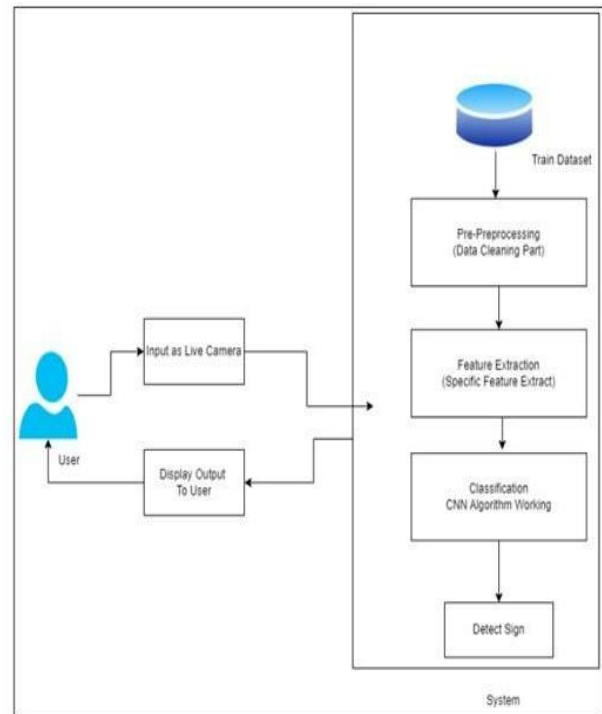 Train Dataset
Pre-Preprocessing
(Data Cleaning Part)
Input as Live Camera
Feature Extraction
(Specific Feature Extract)
User
Display Output
To User
Classification
CNN Algorithm Working
Detect Sign
System